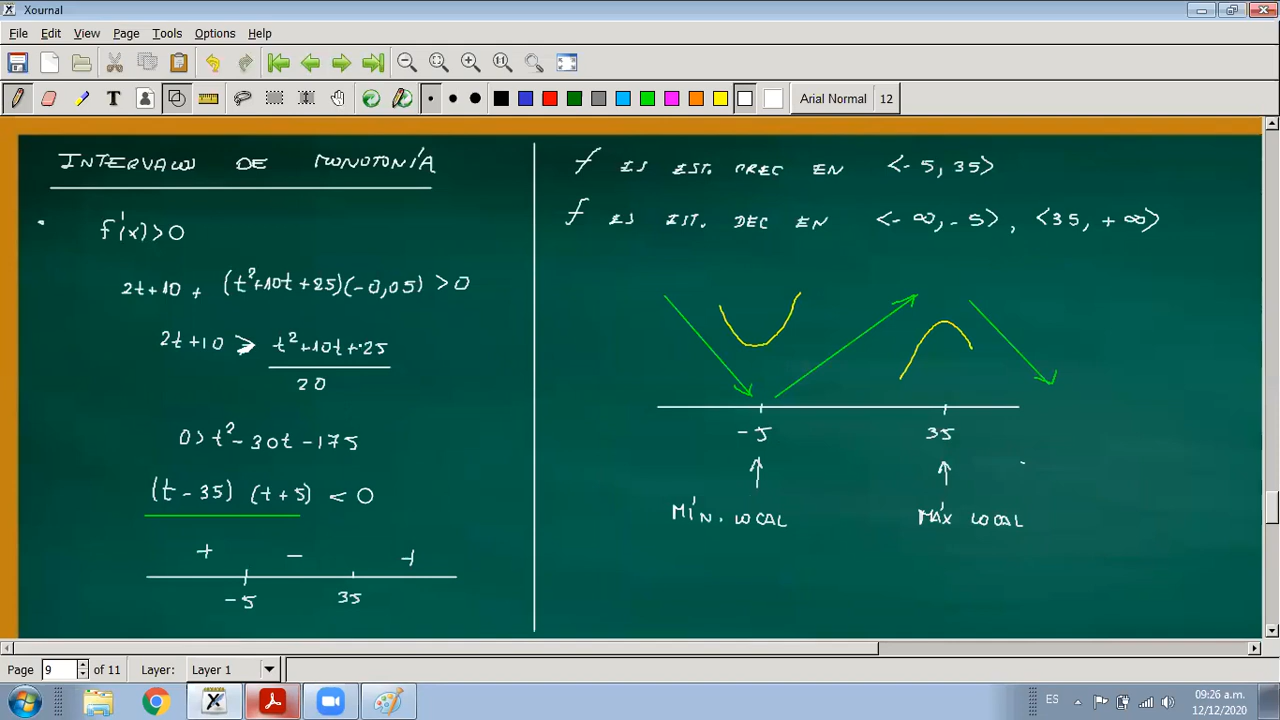 Xournal
File Edit View Page Tools Options Help
Arial Normal 12
INTERVALOS DE MONOTONÍA
f'(x)>0
2t+10 + (t²+10t+25)(-0,05) >0
2t+10 > t²+10t+25
20
0>t²-30t-175
(t-35) (t+5) < 0
+ - +
-5 35
f ES EST. CREC EN <-5, 35>
f ES EST. DEC EN <-∞, -5>, <35, +∞>
-5 35
MÍN. LOCAL MÁX LOCAL
Page 9 of 11 Layer: Layer 1
ES 09:26 a.m.
12/12/2020